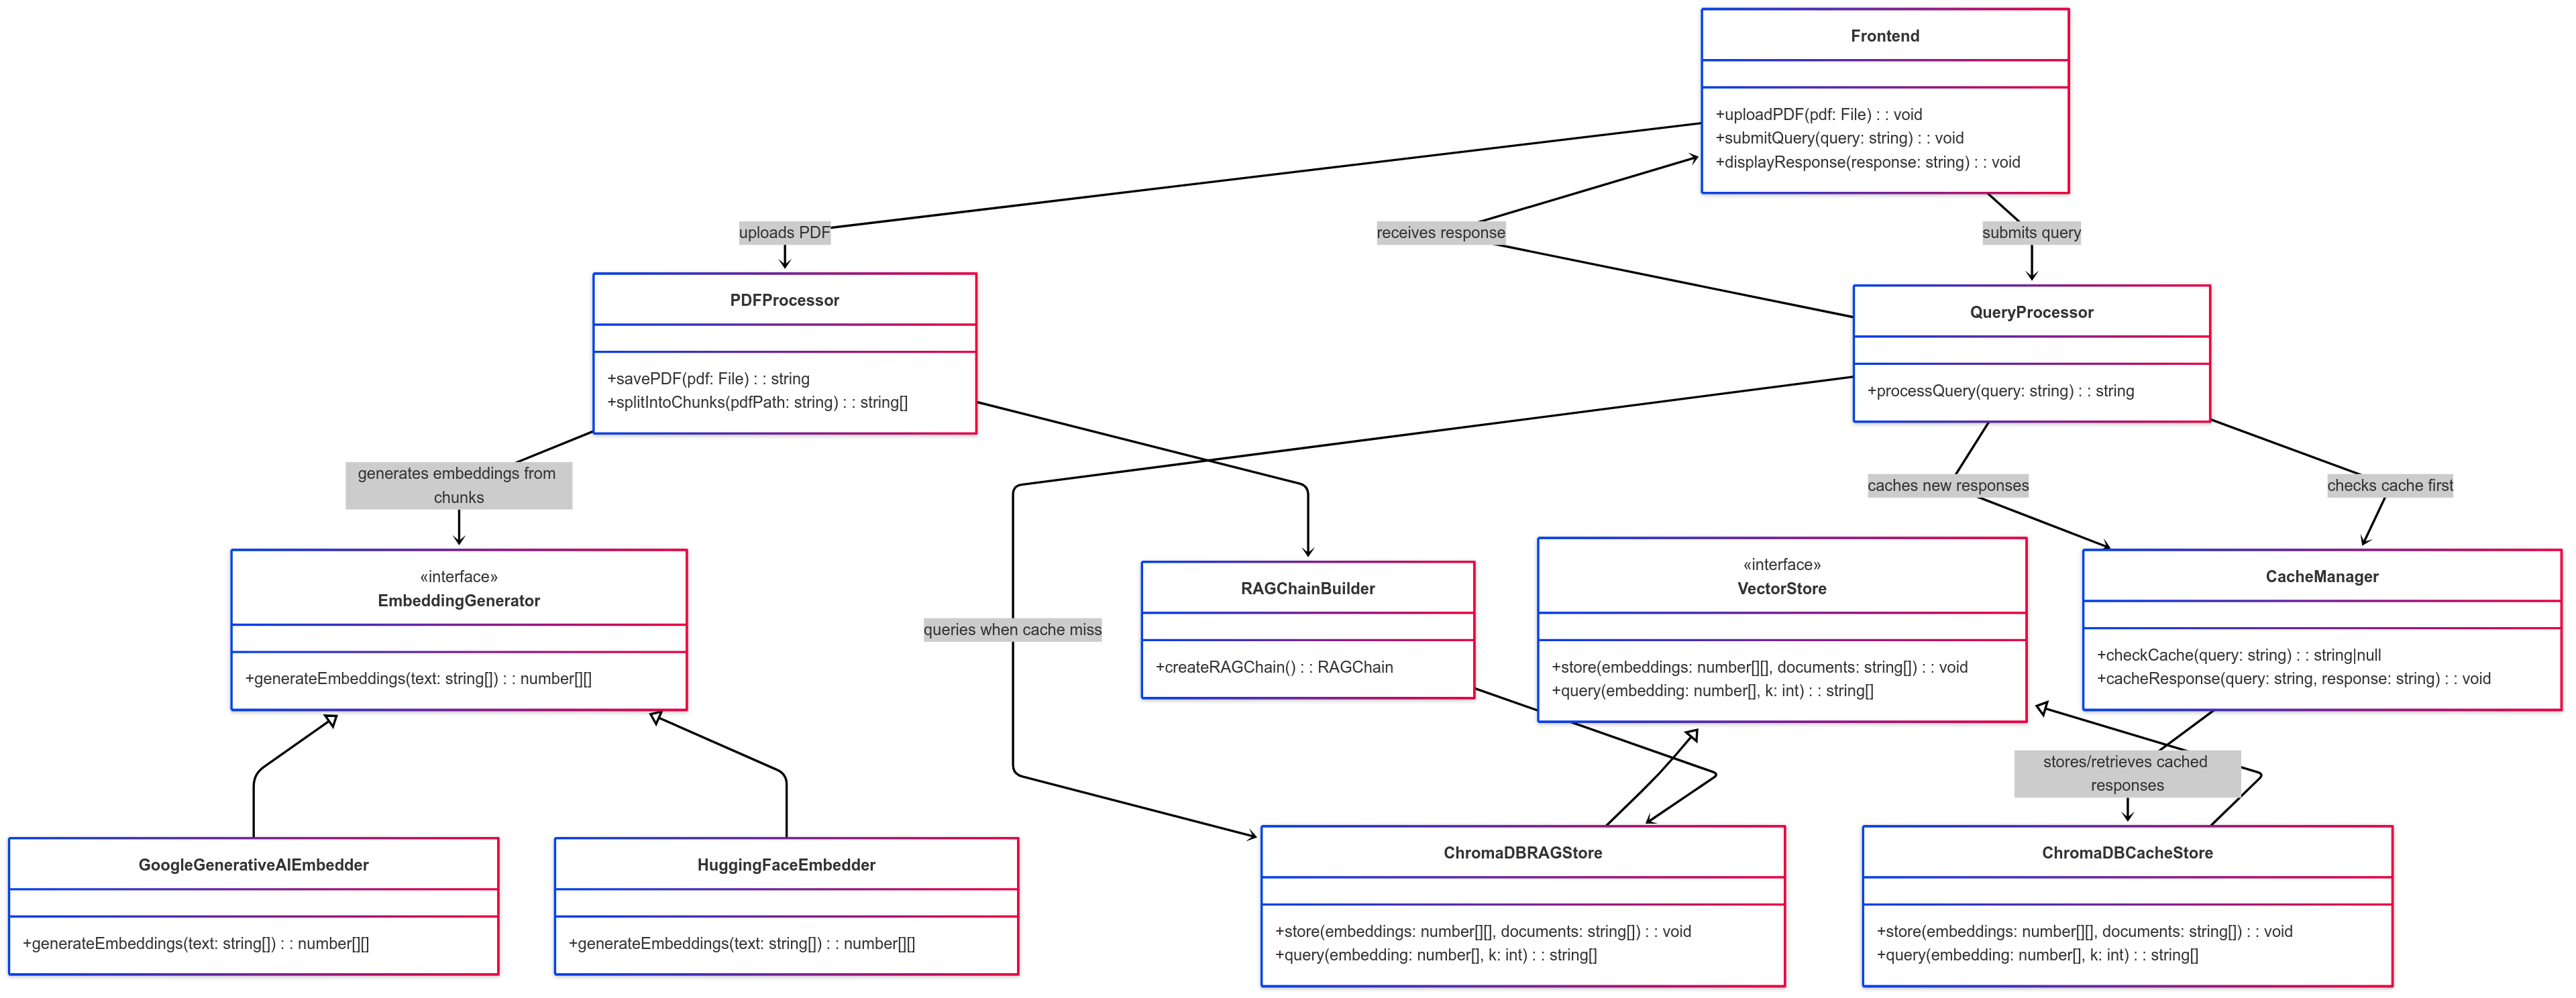 Frontend
+uploadPDF(pdf: File) : : void
+submitQuery(query: string) : : void
+displayResponse(response: string) : : void
uploads PDF
receives response
submits query
PDFProcessor
+savePDF(pdf: File) : : string
+splitIntoChunks(pdfPath: string) : : string[]
QueryProcessor
+processQuery(query: string) : : string
generates embeddings from
chunks
caches new responses
checks cache first
«interface»
EmbeddingGenerator
+generateEmbeddings(text: string[]) : : number[][]
queries when cache miss
RAGChainBuilder
+createRAGChain() : : RAGChain
«interface»
VectorStore
+store(embeddings: number[][], documents: string[]) : : void
+query(embedding: number[], k: int) : : string[]
CacheManager
+checkCache(query: string) : : string|null
+cacheResponse(query: string, response: string) : : void
stores/retrieves cached
responses
GoogleGenerativeAIEmbedder
+generateEmbeddings(text: string[]) : : number[][]
HuggingFaceEmbedder
+generateEmbeddings(text: string[]) : : number[][]
ChromaDBRAGStore
+store(embeddings: number[][], documents: string[]) : : void
+query(embedding: number[], k: int) : : string[]
ChromaDBCacheStore
+store(embeddings: number[][], documents: string[]) : : void
+query(embedding: number[], k: int) : : string[]